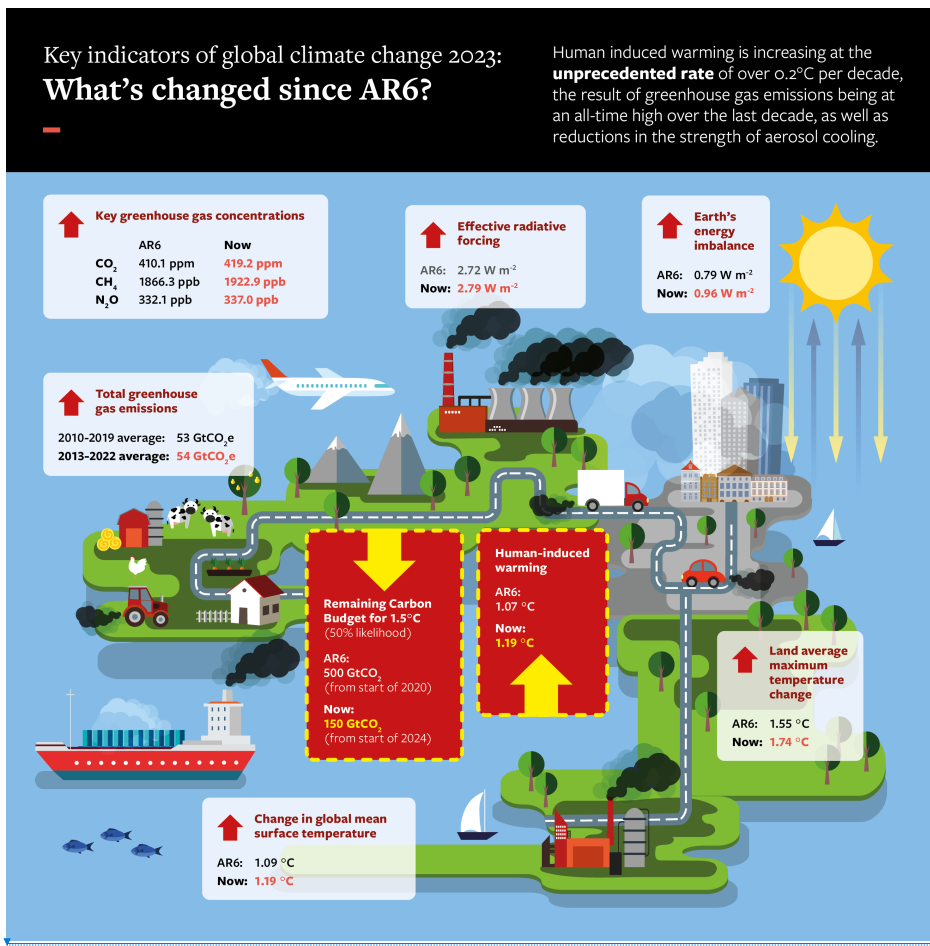 Key indicators of global climate change 2023:
What's changed since AR6?
Human induced warming is increasing at the
unprecedented rate of over 0.2°C per decade,
the result of greenhouse gas emissions being at
an all-time high over the last decade, as well as
reductions in the strength of aerosol cooling.
Key greenhouse gas concentrations
AR6 Now
CO₂ 410.1 ppm 419.2 ppm
CH₄ 1866.3 ppb 1922.9 ppb
N₂O 332.1 ppb 337.0 ppb
Effective radiative
forcing
AR6: 2.72 W m⁻²
Now: 2.79 W m⁻²
Earth's
energy
imbalance
AR6: 0.79 W m⁻²
Now: 0.96 W m⁻²
Total greenhouse
gas emissions
2010-2019 average: 53 GtCO₂e
2013-2022 average: 54 GtCO₂e
Remaining Carbon
Budget for 1.5°C
(50% likelihood)
AR6:
500 GtCO₂
(from start of 2020)
Now:
150 GtCO₂
(from start of 2024)
Human-induced
warming
AR6:
1.07 °C
Now:
1.19 °C
Land average
maximum
temperature
change
AR6: 1.55 °C
Now: 1.74 °C
Change in global mean
surface temperature
AR6: 1.09 °C
Now: 1.19 °C